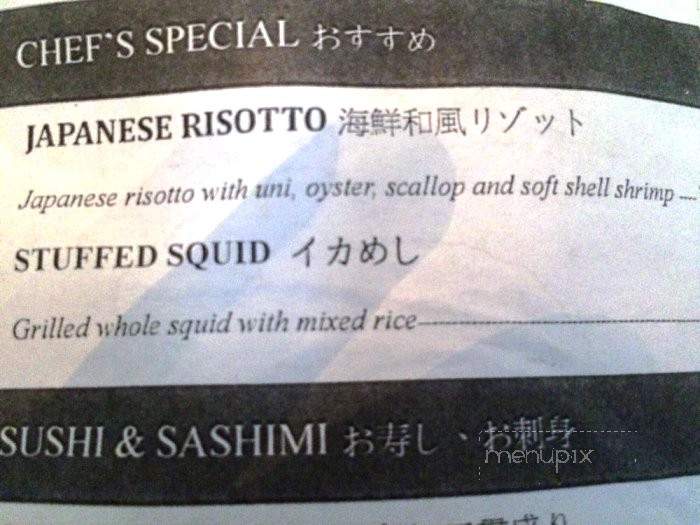 CHEF'S SPECIAL おすすめ
JAPANESE RISOTTO 海鮮和風リゾット
Japanese risotto with uni, oyster, scallop and soft shell shrimp
STUFFED SQUID イカめし
Grilled whole squid with mixed rice
SUSHI & SASHIMI お寿し、お刺身
menupix